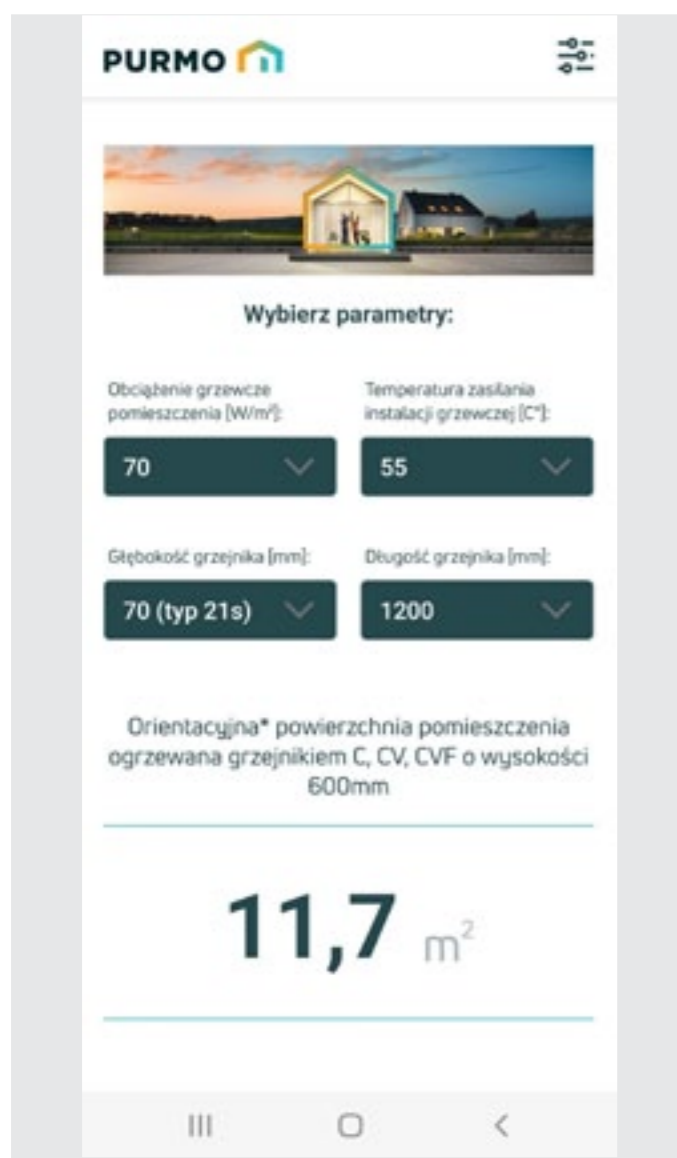 PURMO
Wybierz parametry:
Obciążenie grzewcze
pomieszczenia [W/m²]:
Temperatura zasilania
instalacji grzewczej [C°]:
70
55
Głębokość grzejnika [mm]:
Długość grzejnika [mm]:
70 (typ 21s)
1200
Orientacyjna* powierzchnia pomieszczenia
ogrzewana grzejnikiem C, CV, CVF o wysokości
600mm
11,7 m²